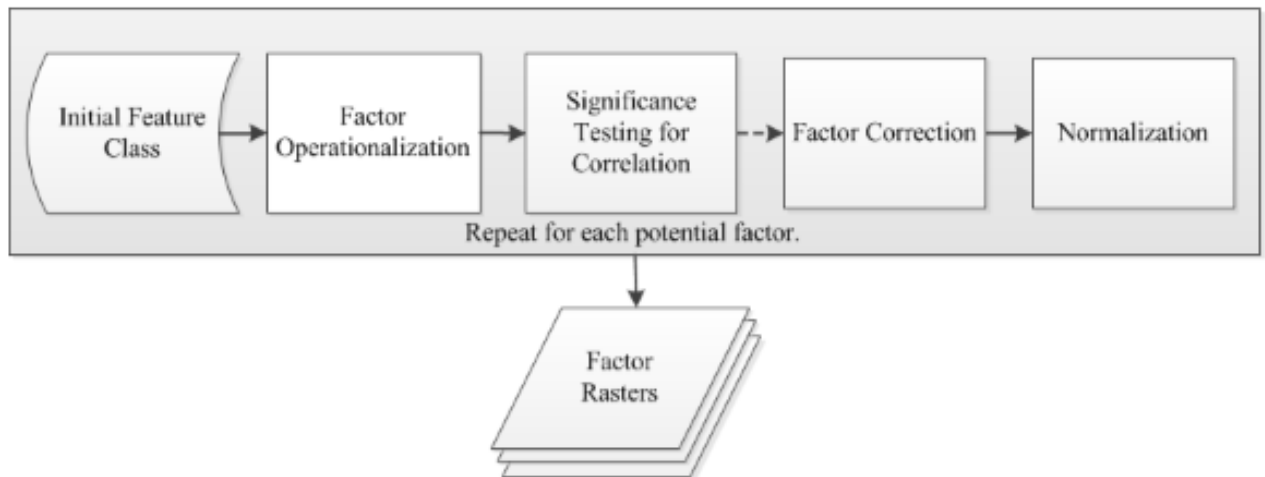 Initial Feature
Class
Factor
Operationalization
Significance
Testing for
Correlation
Factor Correction
Normalization
Repeat for each potential factor.
Factor
Rasters